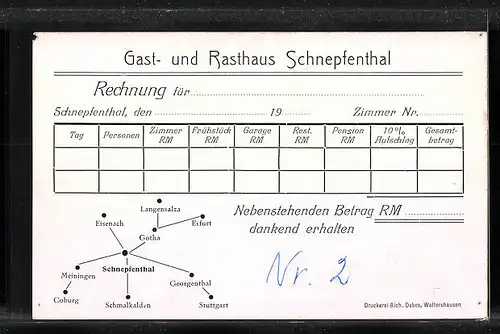 Gast- und Rasthaus Schnepfenthal
Rechnung für
Schnepfenthal, den 19 Zimmer Nr.
Tag Personen Zimmer RM Frühstück RM Garage RM Rest. RM Pension RM 10% Aufschlag Gesamt-betrag
Nebenstehenden Betrag RM
dankend erhalten
Langensalza
Eisenach
Erfurt
Gotha
Schnepfenthal
Meiningen
Georgenthal
Coburg
Schmalkalden
Stuttgart
Nr. 2
Druckerei Rich. Dabes, Waltershausen